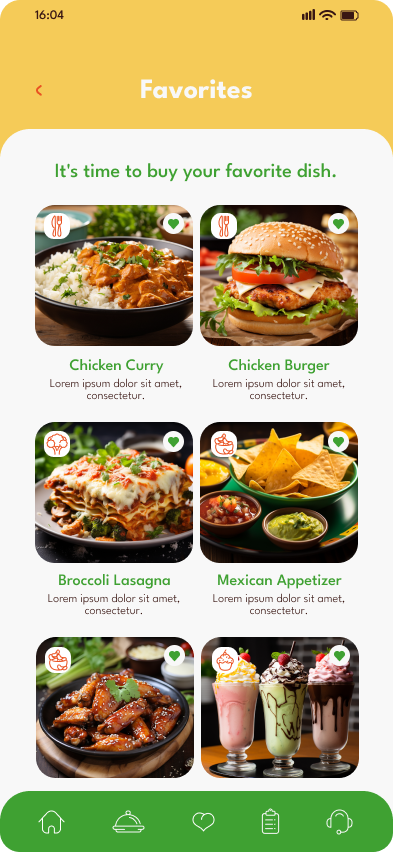 16:04
Favorites
It's time to buy your favorite dish.
Chicken Curry
Chicken Burger
Lorem ipsum dolor sit amet,
consectetur.
Lorem ipsum dolor sit amet,
consectetur.
Broccoli Lasagna
Mexican Appetizer
Lorem ipsum dolor sit amet,
consectetur.
Lorem ipsum dolor sit amet,
consectetur.